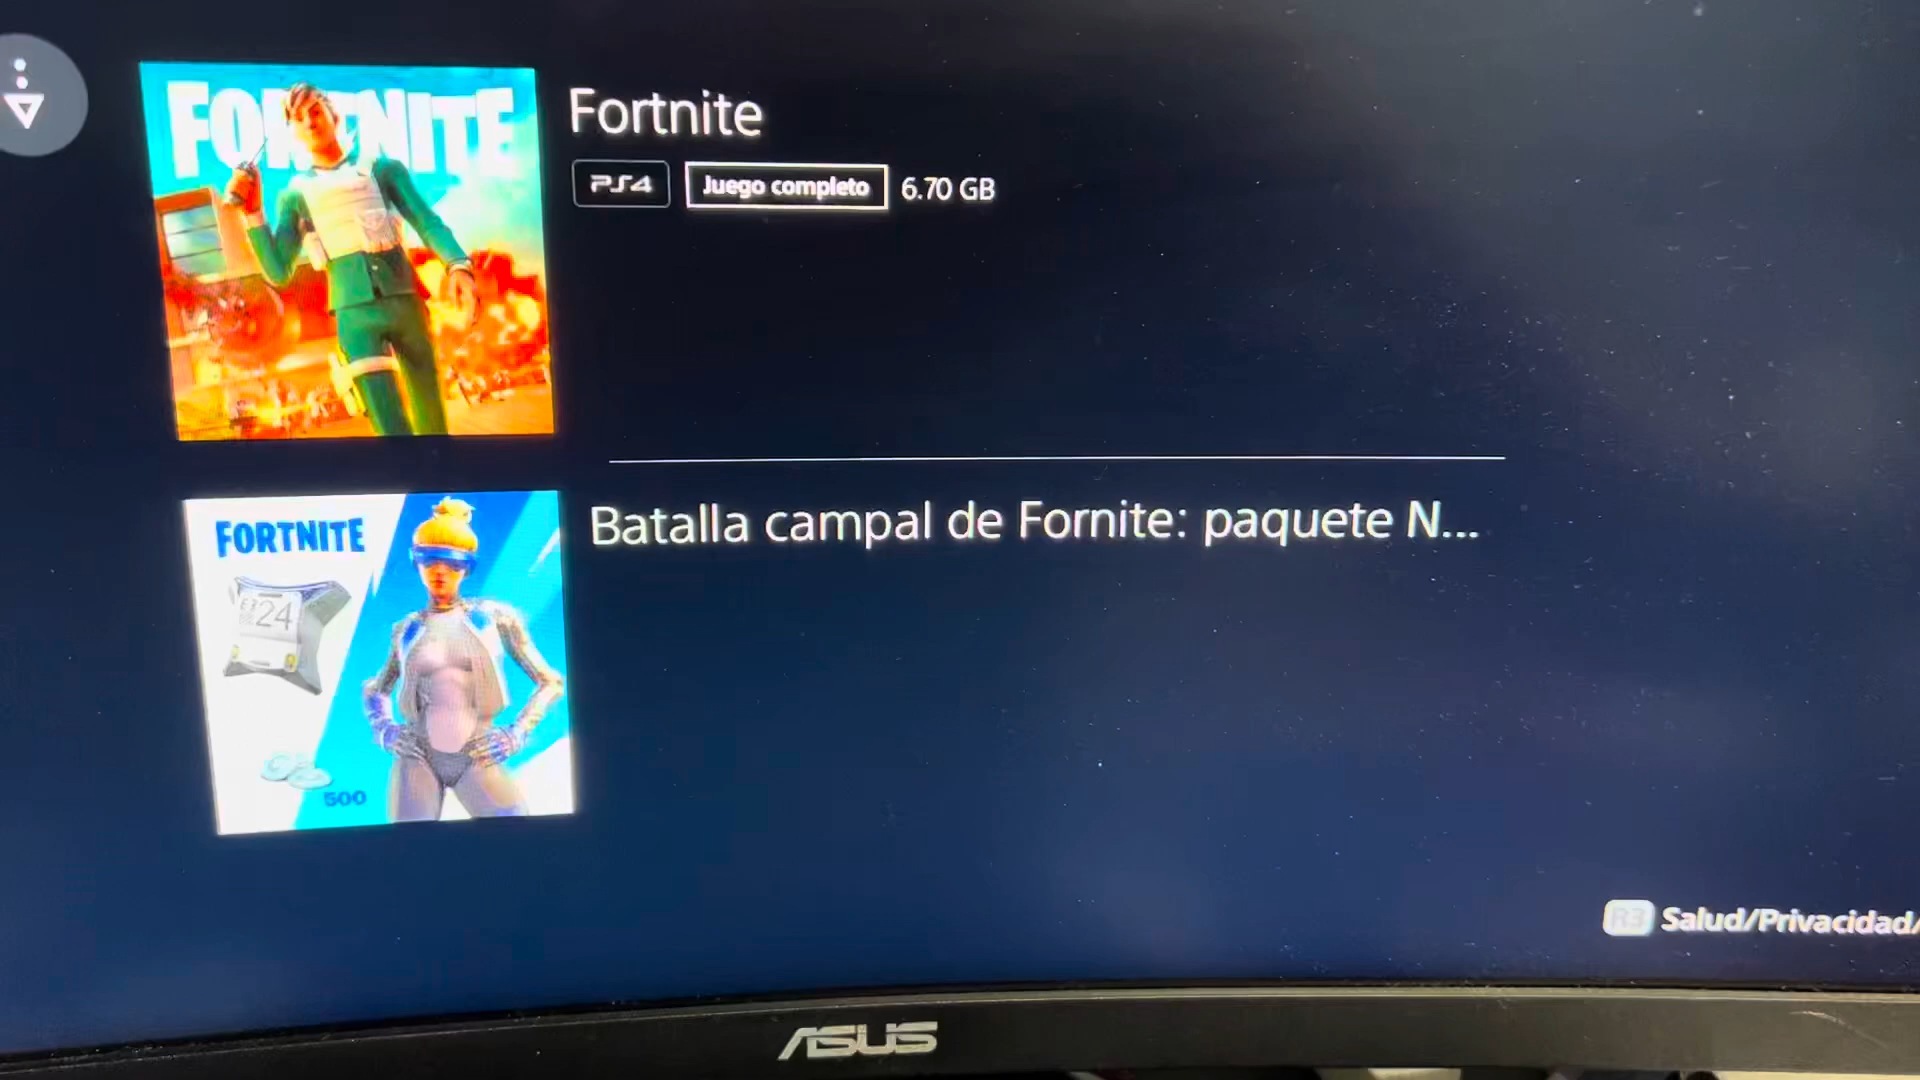 FORTNITE
Fortnite
PS4 Juego completo 6.70 GB
FORTNITE
24
500
Batalla campal de Fornite: paquete N...
R3 Salud/Privacidad/
ASUS